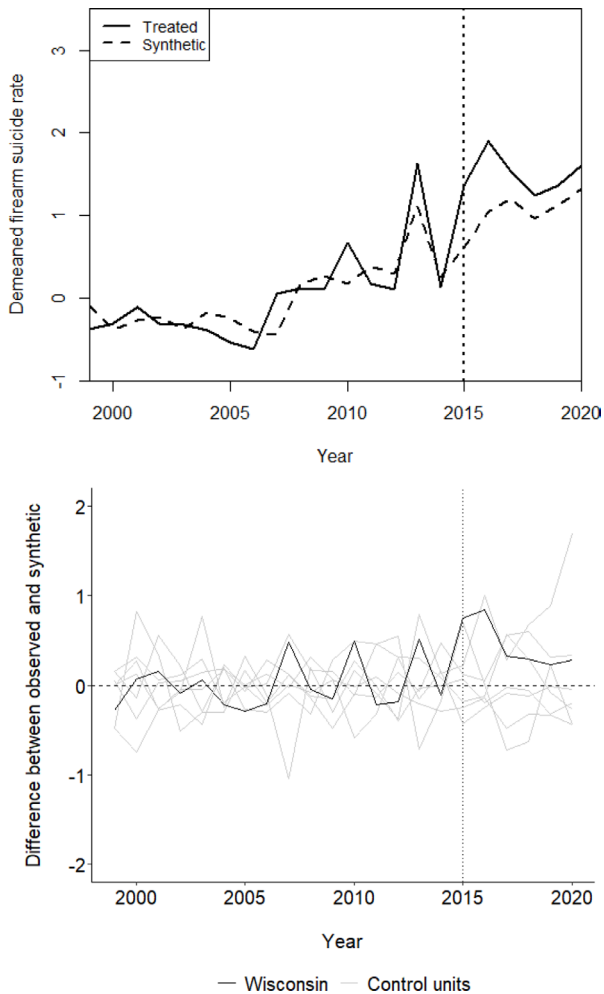 Treated
Synthetic
Demeaned firearm suicide rate
3
2
1
0
-1
2000 2005 2010 2015 2020
Year
Difference between observed and synthetic
2
1
0
-1
-2
2000 2005 2010 2015 2020
Year
Wisconsin Control units